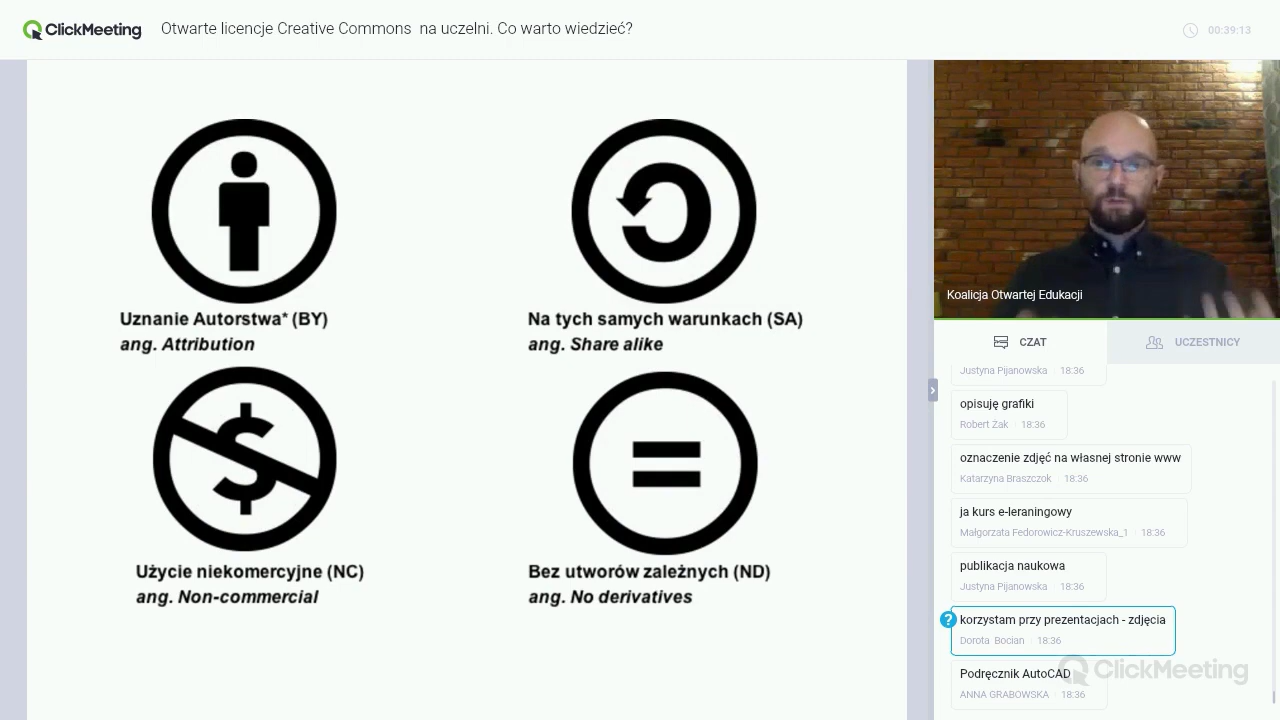 ClickMeeting
Otwarte licencje Creative Commons na uczelni. Co warto wiedzieć?
00:39:13
Uznanie Autorstwa* (BY)
ang. Attribution
Na tych samych warunkach (SA)
ang. Share alike
Użycie niekomercyjne (NC)
ang. Non-commercial
Bez utworów zależnych (ND)
ang. No derivatives
Koalicja Otwartej Edukacji
CZAT
UCZESTNICY
Justyna Pijanowska 18:36
opisuję grafiki
Robert Żak 18:36
oznaczenie zdjęć na własnej stronie www
Katarzyna Braszczok 18:36
ja kurs e-leraningowy
Małgorzata Fedorowicz-Kruszewska_1 18:36
publikacja naukowa
Justyna Pijanowska 18:36
?
korzystam przy prezentacjach - zdjęcia
Dorota Bocian 18:36
Podręcznik AutoCAD
ANNA GRABOWSKA 18:36
ClickMeeting